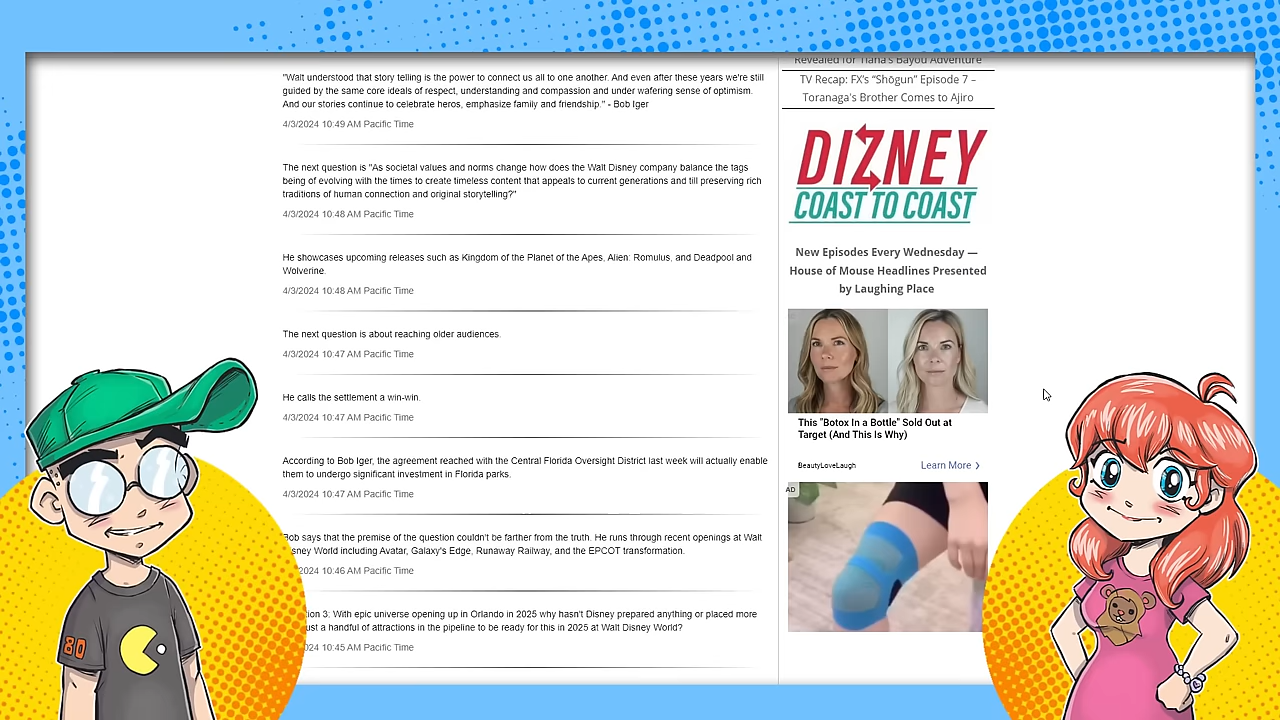 "Walt understood that story telling is the power to connect us all to one another. And even after these years we're still
guided by the same core ideals of respect, understanding and compassion and under wafering sense of optimism.
And our stories continue to celebrate heros, emphasize family and friendship." - Bob Iger
4/3/2024 10:49 AM Pacific Time
The next question is "As societal values and norms change how does the Walt Disney company balance the tags
being of evolving with the times to create timeless content that appeals to current generations and till preserving rich
traditions of human connection and original storytelling?"
4/3/2024 10:48 AM Pacific Time
He showcases upcoming releases such as Kingdom of the Planet of the Apes, Alien: Romulus, and Deadpool and
Wolverine.
4/3/2024 10:48 AM Pacific Time
The next question is about reaching older audiences.
4/3/2024 10:47 AM Pacific Time
He calls the settlement a win-win.
4/3/2024 10:47 AM Pacific Time
According to Bob Iger, the agreement reached with the Central Florida Oversight District last week will actually enable
them to undergo significant investment in Florida parks.
4/3/2024 10:47 AM Pacific Time
Bob says that the premise of the question couldn't be farther from the truth. He runs through recent openings at Walt
sney World including Avatar, Galaxy's Edge, Runaway Railway, and the EPCOT transformation.
2024 10:46 AM Pacific Time
ion 3: With epic universe opening up in Orlando in 2025 why hasn't Disney prepared anything or placed more
ust a handful of attractions in the pipeline to be ready for this in 2025 at Walt Disney World?
2024 10:45 AM Pacific Time
Revealed for Tiana's Bayou Adventure
TV Recap: FX's "Shōgun" Episode 7 –
Toranaga's Brother Comes to Ajiro
DIZNEY
COAST TO COAST
New Episodes Every Wednesday —
House of Mouse Headlines Presented
by Laughing Place
This "Botox In a Bottle" Sold Out at
Target (And This Is Why)
BeautyLoveLaugh
Learn More ❯
AD
80